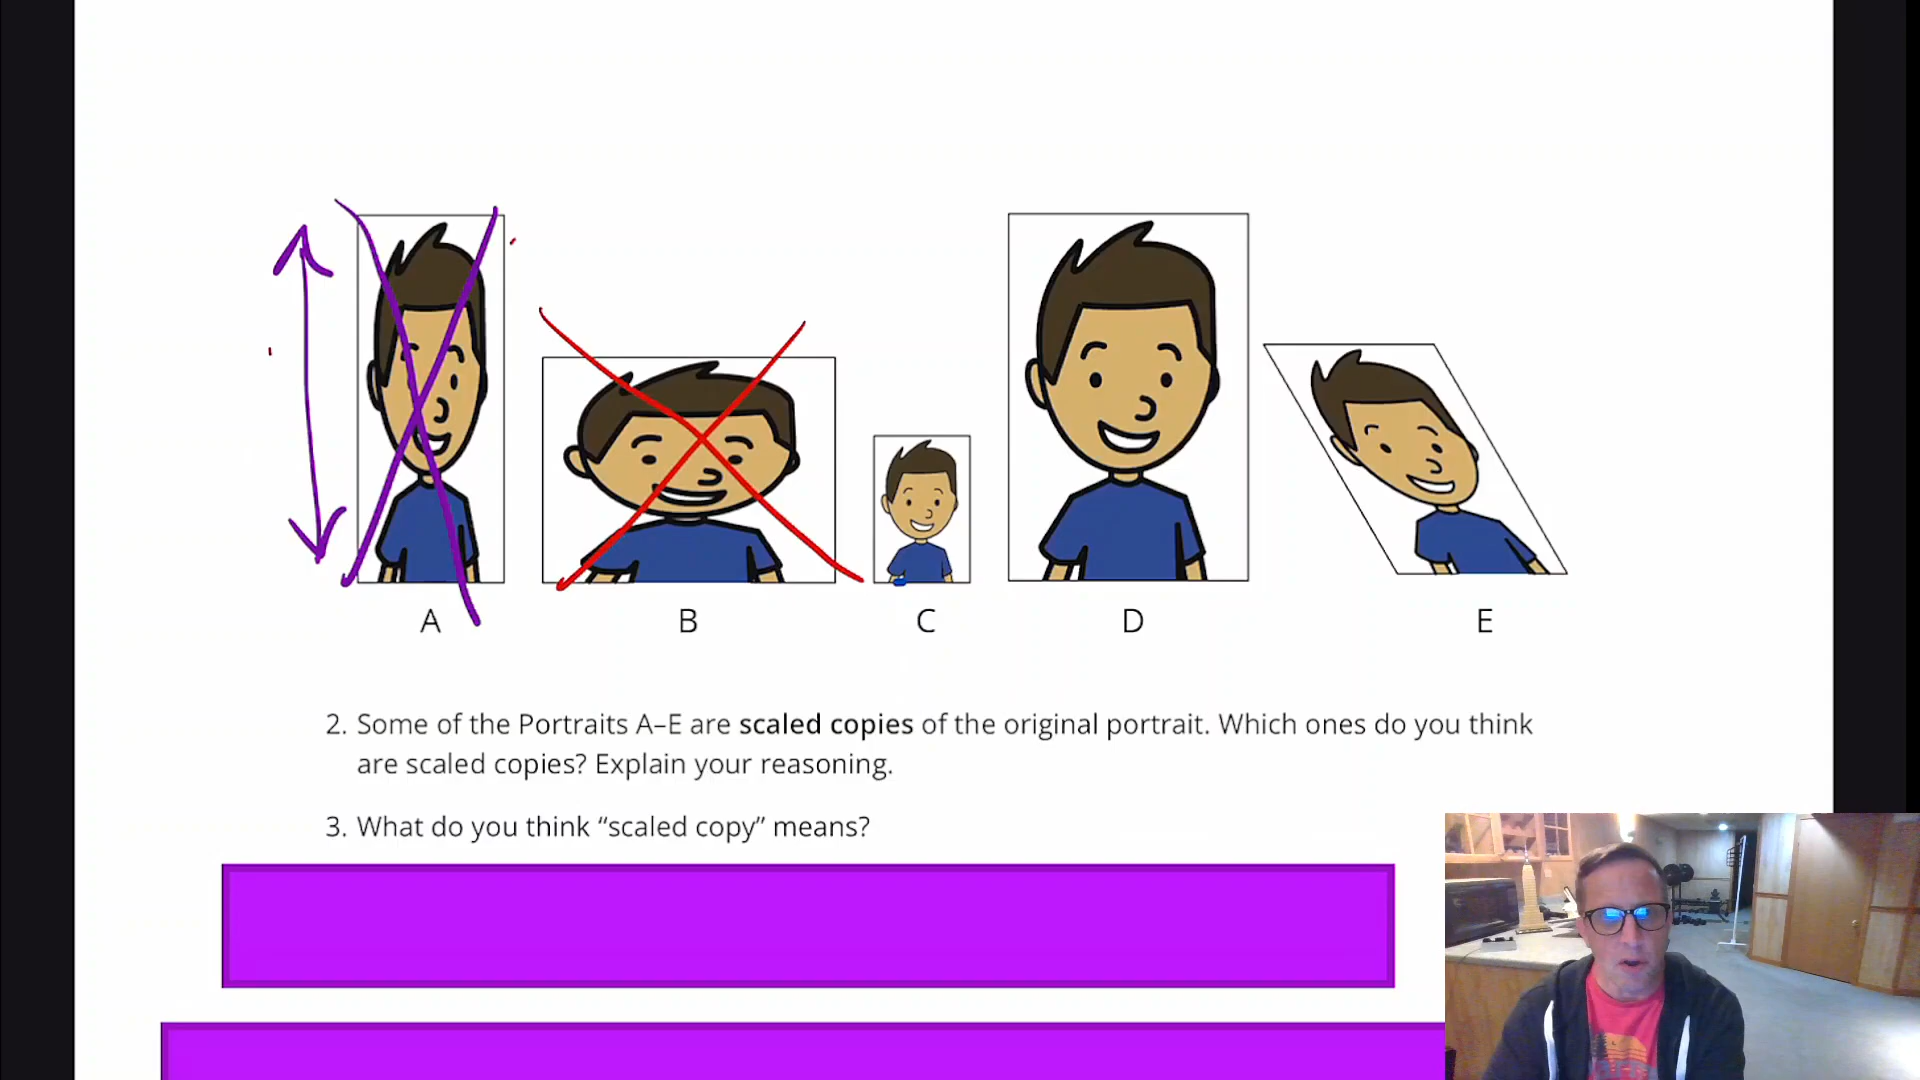 A B C D E
2. Some of the Portraits A–E are scaled copies of the original portrait. Which ones do you think
are scaled copies? Explain your reasoning.
3. What do you think “scaled copy” means?